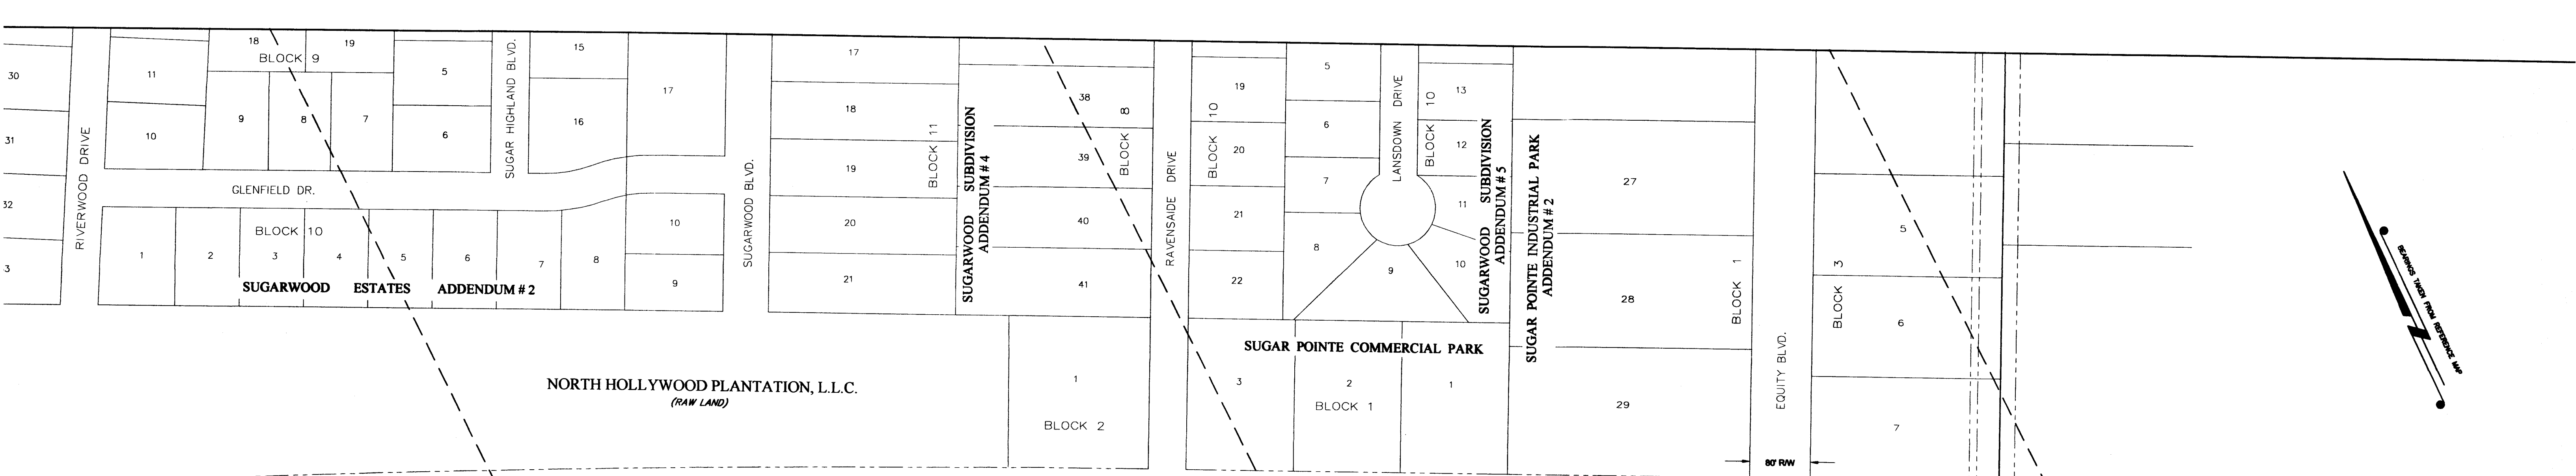 30
31
32
3
RIVERWOOD DRIVE
11
10
18
19
BLOCK 9
9
8
7
5
6
SUGAR HIGHLAND BLVD.
15
16
17
GLENFIELD DR.
BLOCK 10
1
2
3
4
5
6
7
8
10
9
SUGARWOOD ESTATES ADDENDUM # 2
SUGARWOOD BLVD.
17
18
19
20
21
BLOCK 11
SUGARWOOD SUBDIVISION
ADDENDUM # 4
38
39
40
41
BLOCK 8
RAVENSAIDE DRIVE
19
20
21
22
BLOCK 10
5
6
7
8
9
LANSDOWN DRIVE
BLOCK 10
13
12
11
10
SUGARWOOD SUBDIVISION
ADDENDUM # 5
SUGAR POINTE INDUSTRIAL PARK
ADDENDUM # 2
27
28
29
BLOCK 1
EQUITY BLVD.
80' R/W
BLOCK 3
5
6
7
NORTH HOLLYWOOD PLANTATION, L.L.C.
(RAW LAND)
1
BLOCK 2
SUGAR POINTE COMMERCIAL PARK
3
2
1
BLOCK 1
BEARINGS TAKEN FROM REFERENCE MAP